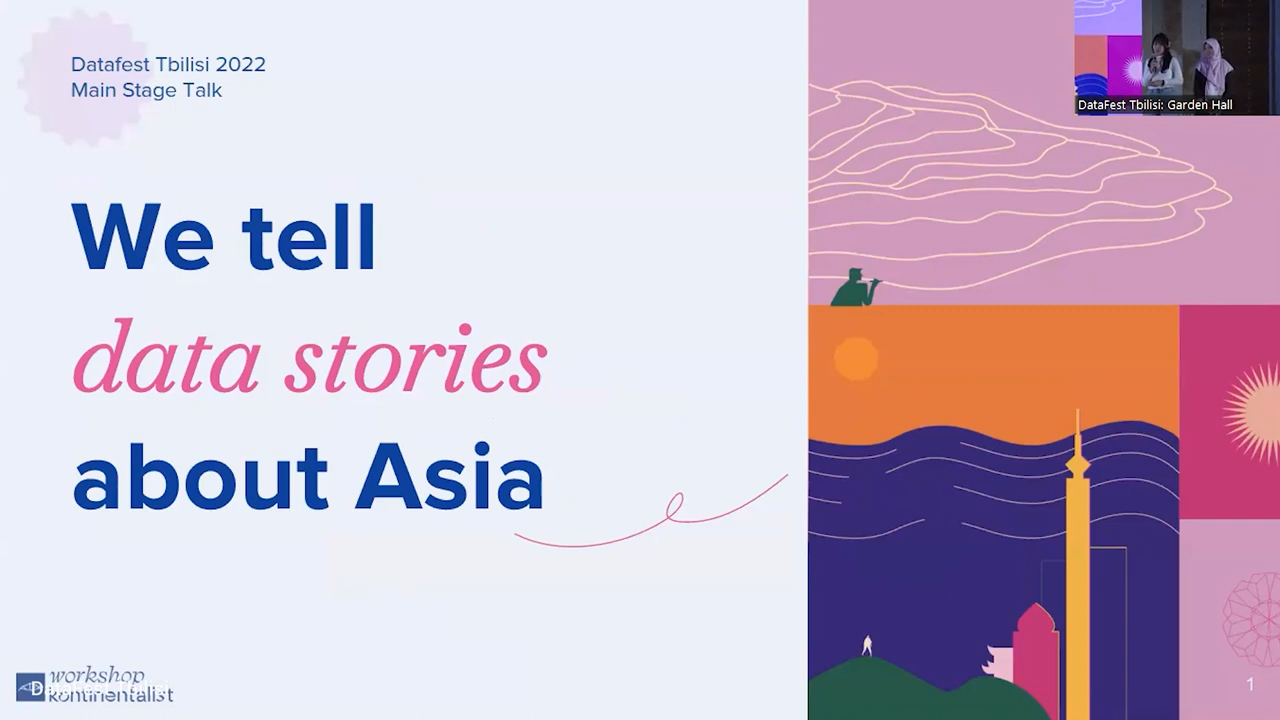 Datafest Tbilisi 2022
Main Stage Talk
DataFest Tbilisi: Garden Hall
We tell
data stories
about Asia
workshop
kontinentalist
1